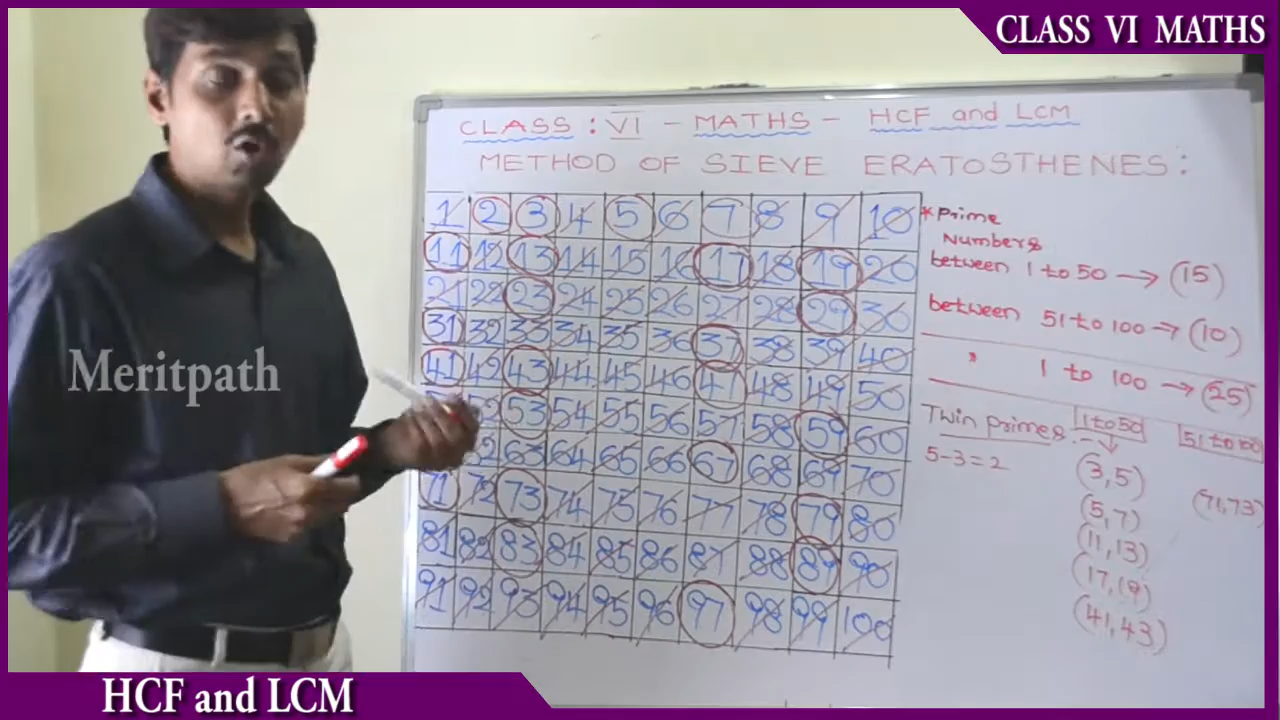 CLASS VI MATHS
CLASS : VI - MATHS - HCF and LCM
METHOD OF SIEVE ERATOSTHENES :
1 2 3 4 5 6 7 8 9 10
11 12 13 14 15 16 17 18 19 20
21 22 23 24 25 26 27 28 29 30
31 32 33 34 35 36 37 38 39 40
41 42 43 44 45 46 47 48 49 50
53 54 55 56 57 58 59 60
63 64 65 66 67 68 69 70
71 72 73 74 75 76 77 78 79 80
81 82 83 84 85 86 87 88 89 90
91 92 93 94 95 96 97 98 99 100
* Prime
Numbers
between 1 to 50 → (15)
between 51 to 100 → (10)
" 1 to 100 → (25)
Twin primes 1 to 50 51 to 100
5-3=2 (3,5)
(71,73)
(5,7)
(11,13)
(17,19)
(41,43)
Meritpath
HCF and LCM